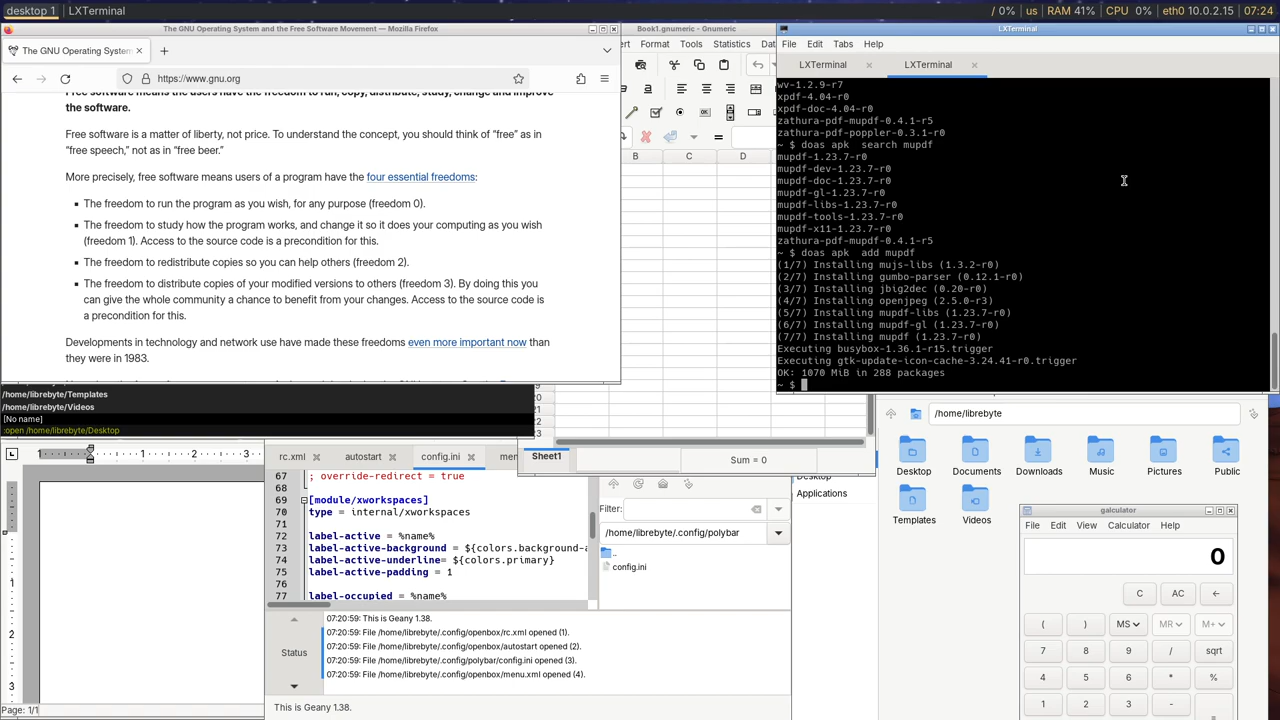 desktop 1 LXTerminal / 0% us RAM 41% CPU 0% eth0 10.0.2.15 07:24
The GNU Operating System and the Free Software Movement — Mozilla Firefox
The GNU Operating System
https://www.gnu.org
Free software means the users have the freedom to run, copy, distribute, study, change and improve
the software.
Free software is a matter of liberty, not price. To understand the concept, you should think of “free” as in
“free speech,” not as in “free beer.”
More precisely, free software means users of a program have the four essential freedoms:
The freedom to run the program as you wish, for any purpose (freedom 0).
The freedom to study how the program works, and change it so it does your computing as you wish
(freedom 1). Access to the source code is a precondition for this.
The freedom to redistribute copies so you can help others (freedom 2).
The freedom to distribute copies of your modified versions to others (freedom 3). By doing this you
can give the whole community a chance to benefit from your changes. Access to the source code is
a precondition for this.
Developments in technology and network use have made these freedoms even more important now than
they were in 1983.
Book1.gnumeric - Gnumeric
Format Tools Statistics
B C D
21
22
23
Sheet1
Sum = 0
LXTerminal
File Edit Tabs Help
LXTerminal LXTerminal
wv-1.2.9-r7
xpdf-4.04-r0
xpdf-doc-4.04-r0
zathura-pdf-mupdf-0.4.1-r5
zathura-pdf-poppler-0.3.1-r0
~ $ doas apk  search mupdf
mupdf-1.23.7-r0
mupdf-dev-1.23.7-r0
mupdf-doc-1.23.7-r0
mupdf-gl-1.23.7-r0
mupdf-libs-1.23.7-r0
mupdf-tools-1.23.7-r0
mupdf-x11-1.23.7-r0
zathura-pdf-mupdf-0.4.1-r5
~ $ doas apk  add mupdf
(1/7) Installing mujs-libs (1.3.2-r0)
(2/7) Installing gumbo-parser (0.12.1-r0)
(3/7) Installing jbig2dec (0.20-r0)
(4/7) Installing openjpeg (2.5.0-r3)
(5/7) Installing mupdf-libs (1.23.7-r0)
(6/7) Installing mupdf-gl (1.23.7-r0)
(7/7) Installing mupdf (1.23.7-r0)
Executing busybox-1.36.1-r15.trigger
Executing gtk-update-icon-cache-3.24.41-r0.trigger
OK: 1070 MiB in 288 packages
~ $
/home/librebyte/Templates
/home/librebyte/Videos
[No name]
:open /home/librebyte/Desktop
1 1 2 3
1
2
3
Page: 1/1
rc.xml autostart config.ini
67 ; override-redirect = true
68
69 [module/xworkspaces]
70 type = internal/xworkspaces
71
72 label-active = %name%
73 label-active-background = ${colors.background-a
74 label-active-underline= ${colors.primary}
75 label-active-padding = 1
76
77 label-occupied = %name%
Status
07:20:59: This is Geany 1.38.
07:20:59: File /home/librebyte/.config/openbox/rc.xml opened (1).
07:20:59: File /home/librebyte/.config/openbox/autostart opened (2).
07:20:59: File /home/librebyte/.config/polybar/config.ini opened (3).
07:20:59: File /home/librebyte/.config/openbox/menu.xml opened (4).
This is Geany 1.38.
Filter:
/home/librebyte/.config/polybar
..
config.ini
Desktop
Applications
/home/librebyte
Desktop Documents Downloads Music Pictures Public
Templates Videos
galculator
File Edit View Calculator Help
0
C AC ←
( ) MS MR M+
7 8 9 / sqrt
4 5 6 * %
1 2 3 -
=